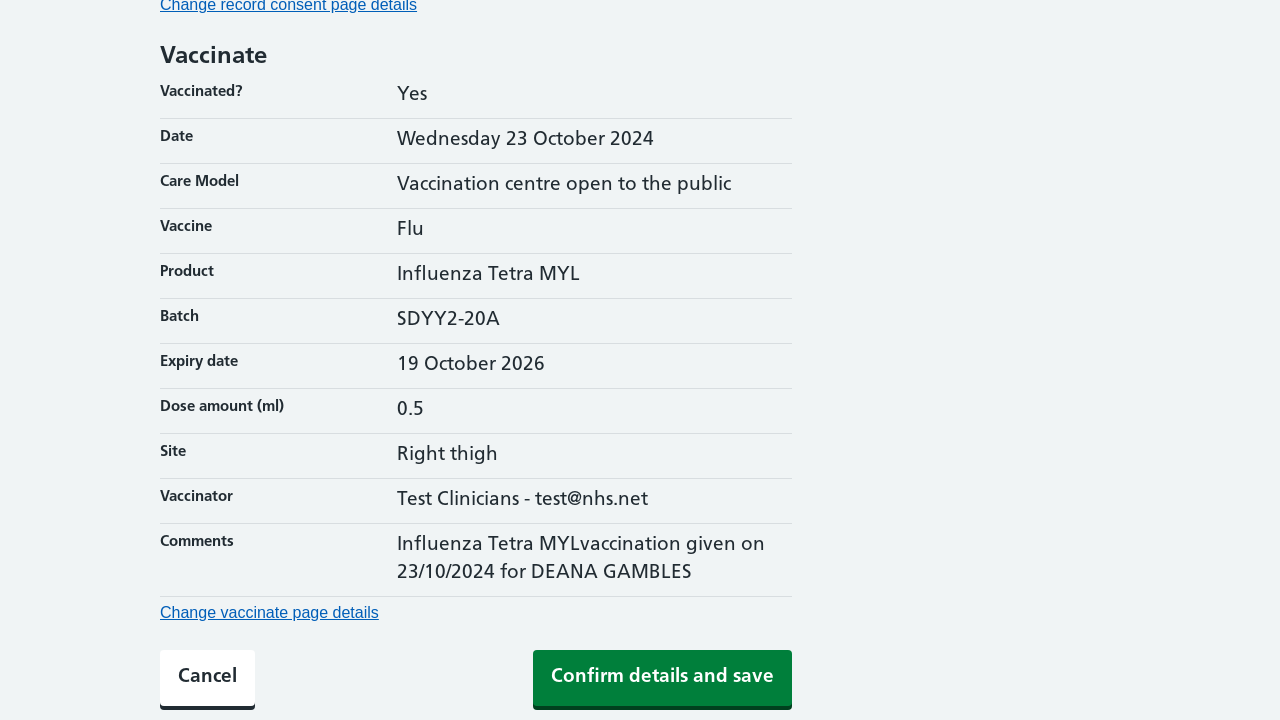 Change record consent page details
Vaccinate
Vaccinated? Yes
Date Wednesday 23 October 2024
Care Model Vaccination centre open to the public
Vaccine Flu
Product Influenza Tetra MYL
Batch SDYY2-20A
Expiry date 19 October 2026
Dose amount (ml) 0.5
Site Right thigh
Vaccinator Test Clinicians - test@nhs.net
Comments Influenza Tetra MYLvaccination given on
23/10/2024 for DEANA GAMBLES
Change vaccinate page details
Cancel Confirm details and save